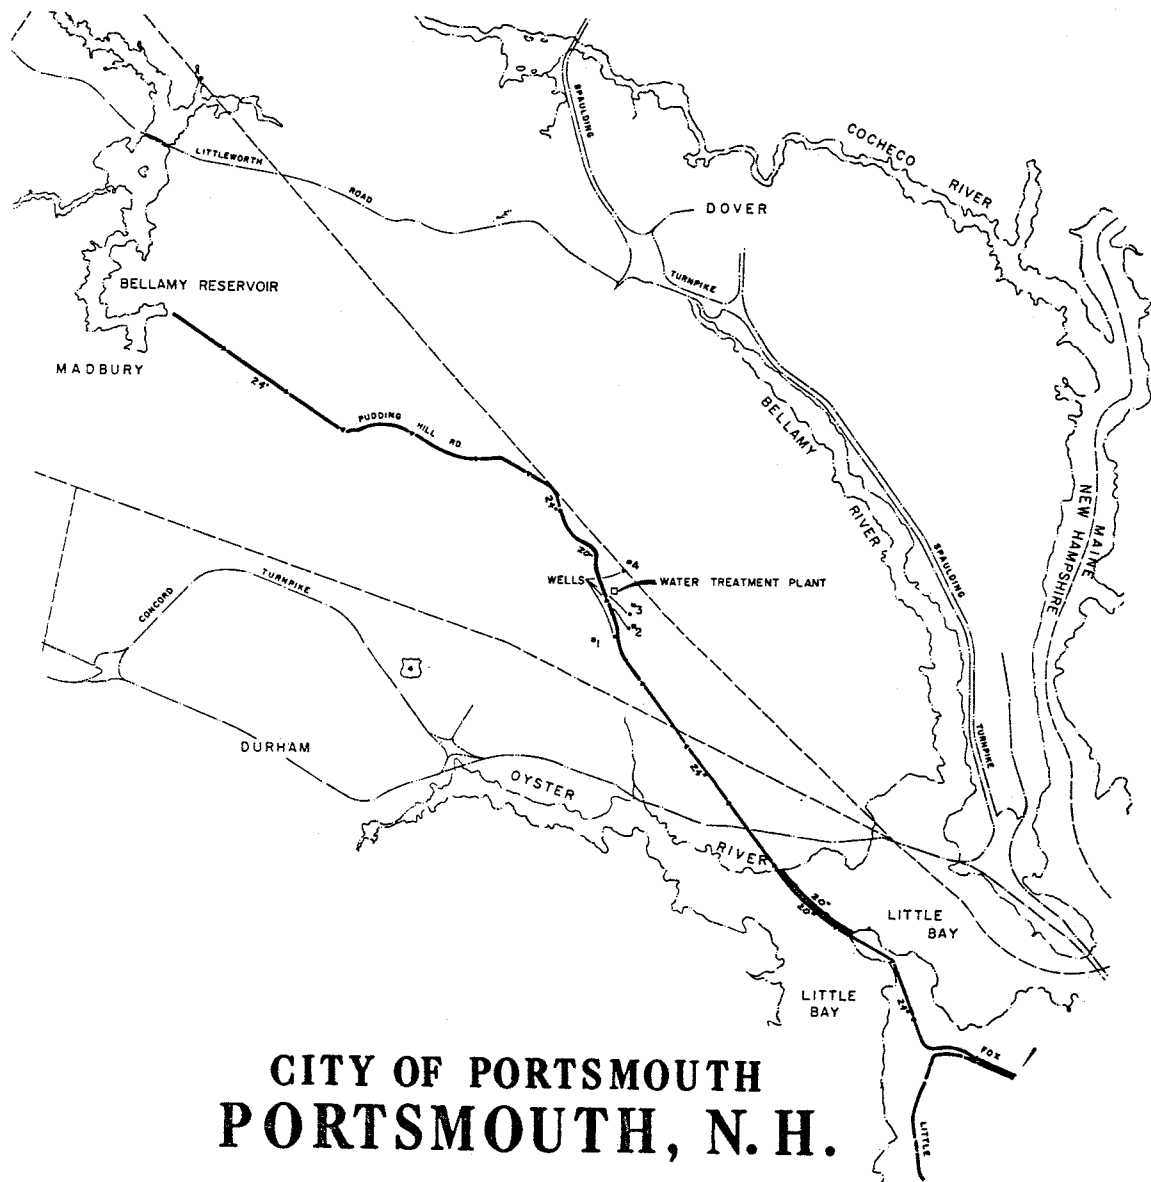 SPAULDING
COCHECO
RIVER
LITTLEWORTH
ROAD
DOVER
TURNPIKE
BELLAMY RESERVOIR
MADBURY
24"
PUDDING
HILL RD.
BELLAMY
RIVER
24"
20"
NEW HAMPSHIRE
MAINE
SPAULDING
#4
WELLS
WATER TREATMENT PLANT
#3
#2
#1
CONCORD
TURNPIKE
4
DURHAM
OYSTER
RIVER
24"
TURNPIKE
20"
20"
LITTLE
BAY
LITTLE
BAY
24"
FOX
LITTLE
CITY OF PORTSMOUTH
PORTSMOUTH, N.H.